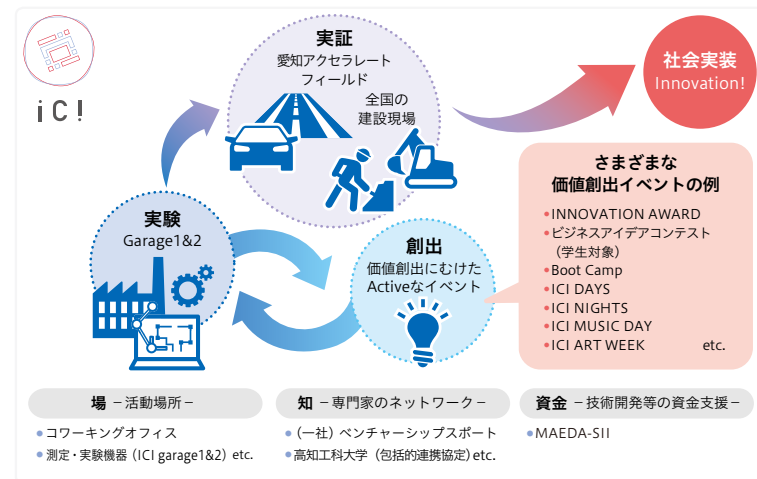 iC!
実証
愛知アクセラレート
フィールド
全国の
建設現場
社会実装
Innovation!
実験
Garage1&2
創出
価値創出にむけた
Activeなイベント
さまざまな
価値創出イベントの例
•INNOVATION AWARD
•ビジネスアイデアコンテスト
（学生対象）
•Boot Camp
•ICI DAYS
•ICI NIGHTS
•ICI MUSIC DAY
•ICI ART WEEK etc.
場 －活動場所－
•コワーキングオフィス
•測定・実験機器（ICI garage1&2）etc.
知 －専門家のネットワーク－
•（一社）ベンチャーシップスポート
•高知工科大学（包括的連携協定）etc.
資金 －技術開発等の資金支援－
•MAEDA-SII